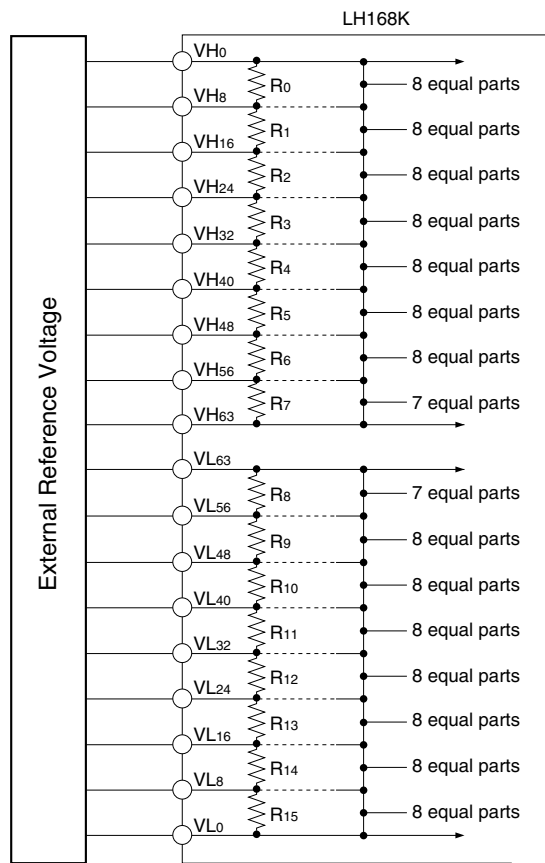 LH168K
VH0
R0
8 equal parts
VH8
R1
8 equal parts
VH16
R2
8 equal parts
VH24
R3
8 equal parts
VH32
R4
8 equal parts
VH40
R5
8 equal parts
VH48
R6
8 equal parts
VH56
R7
7 equal parts
VH63
External Reference Voltage
VL63
R8
7 equal parts
VL56
R9
8 equal parts
VL48
R10
8 equal parts
VL40
R11
8 equal parts
VL32
R12
8 equal parts
VL24
R13
8 equal parts
VL16
R14
8 equal parts
VL8
R15
8 equal parts
VL0